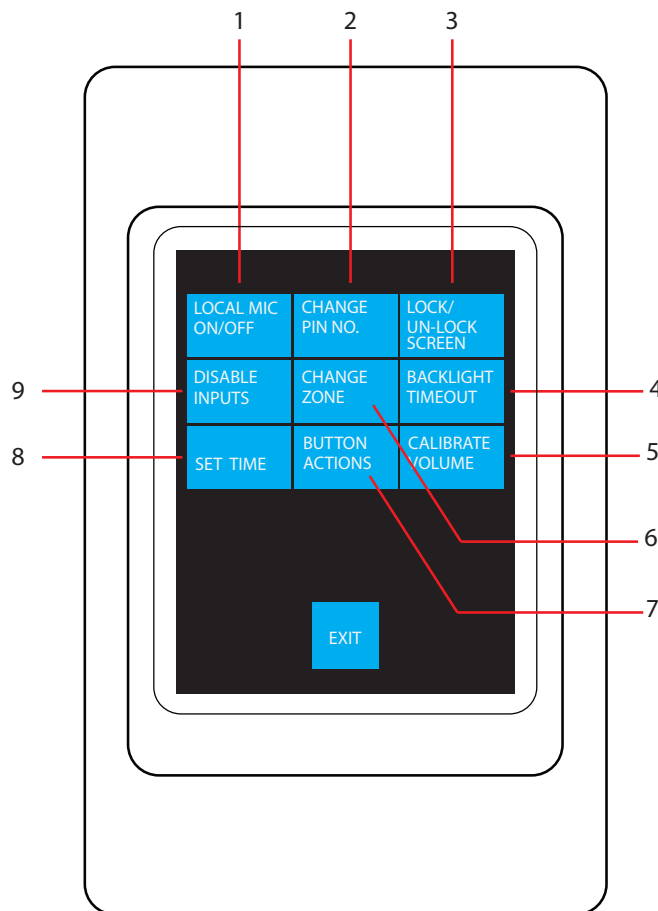 1
2
3
LOCAL MIC
ON/OFF
CHANGE
PIN NO.
LOCK/
UN-LOCK
SCREEN
9
DISABLE
INPUTS
CHANGE
ZONE
BACKLIGHT
TIMEOUT
4
8
SET TIME
BUTTON
ACTIONS
CALIBRATE
VOLUME
5
6
7
EXIT